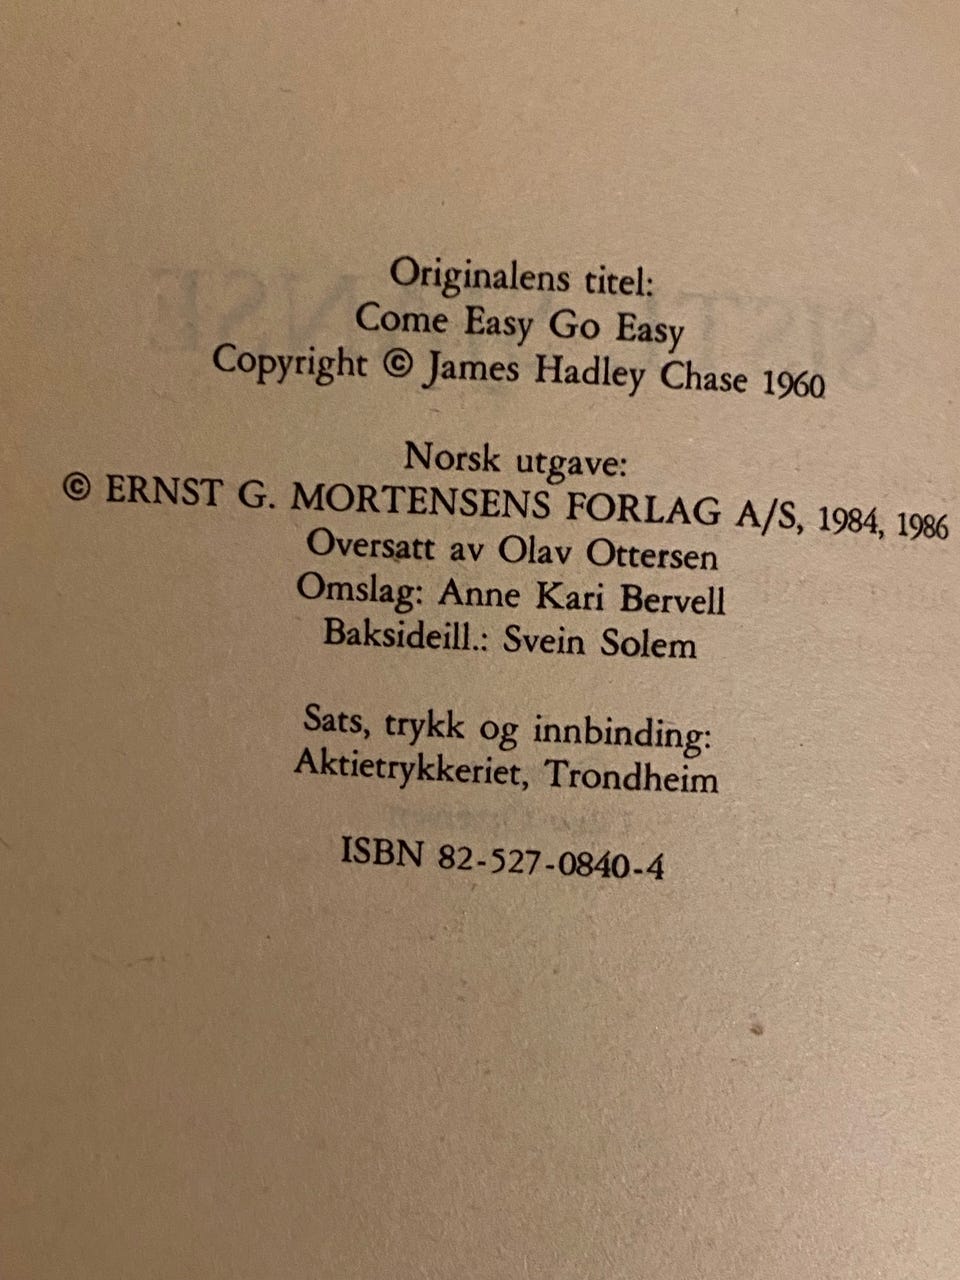 Originalens titel:
Come Easy Go Easy
Copyright © James Hadley Chase 1960
Norsk utgave:
© ERNST G. MORTENSENS FORLAG A/S, 1984, 1986
Oversatt av Olav Ottersen
Omslag: Anne Kari Bervell
Baksideill.: Svein Solem
Sats, trykk og innbinding:
Aktietrykkeriet, Trondheim
ISBN 82-527-0840-4